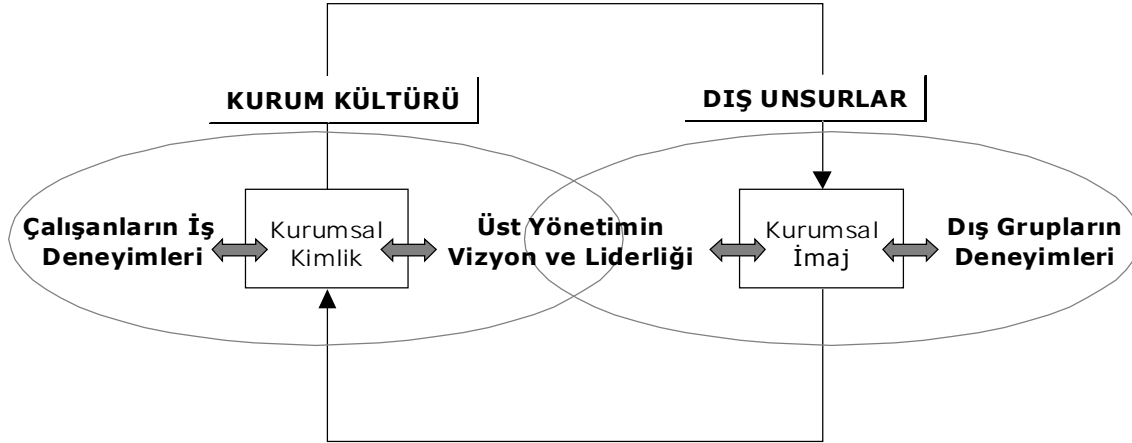 KURUM KÜLTÜRÜ
DIŞ UNSURLAR
Çalışanların İş
Deneyimleri
Kurumsal
Kimlik
Üst Yönetimin
Vizyon ve Liderliği
Kurumsal
İmaj
Dış Grupların
Deneyimleri